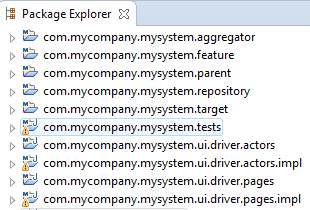 Package Explorer
com.mycompany.mysystem.aggregator
com.mycompany.mysystem.feature
com.mycompany.mysystem.parent
com.mycompany.mysystem.repository
com.mycompany.mysystem.target
com.mycompany.mysystem.tests
com.mycompany.mysystem.ui.driver.actors
com.mycompany.mysystem.ui.driver.actors.impl
com.mycompany.mysystem.ui.driver.pages
com.mycompany.mysystem.ui.driver.pages.impl